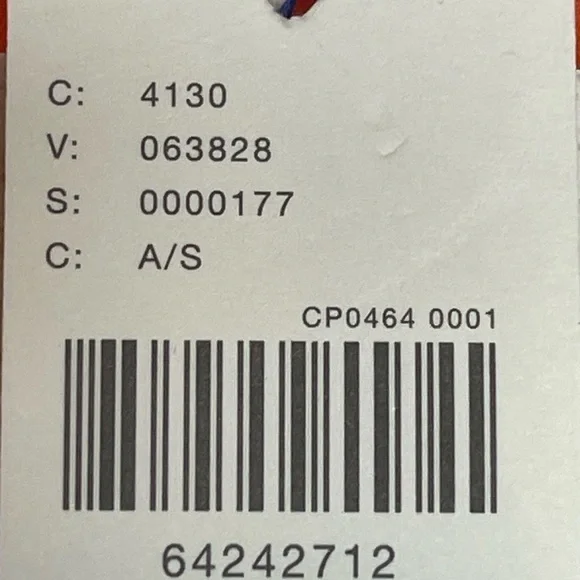 C: 4130
V: 063828
S: 0000177
C: A/S
CP0464 0001
64242712